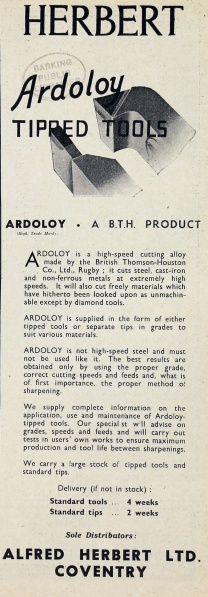 HERBERT
BARKING
PUBLIC
Ardoloy
TIPPED TOOLS
ARDOLOY • A B.T.H. PRODUCT
(Regd. Trade Mark)
ARDOLOY is a high-speed cutting alloy
made by the British Thomson-Houston
Co., Ltd., Rugby ; it cuts steel, cast-iron
and non-ferrous metals at extremely high
speeds. It will also cut freely materials which
have hitherto been looked upon as unmachin-
able except by diamond tools.
ARDOLOY is supplied in the form of either
tipped tools or separate tips in grades to
suit various materials.
ARDOLOY is not high-speed steel and must
not be used like it. The best results are
obtained only by using the proper grade,
correct cutting speeds and feeds and, what is
of first importance, the proper method of
sharpening.
We supply complete information on the
application, use and maintenance of Ardoloy-
tipped tools. Our special st w'll advise on
grades, speeds and feeds and will carry out
tests in users' own works to ensure maximum
production and tool life between sharpenings.
We carry a large stock of tipped tools and
standard tips.
Delivery (if not in stock) :
Standard tools ... 4 weeks
Standard tips ... 2 weeks
Sole Distributors :
ALFRED HERBERT LTD.
COVENTRY